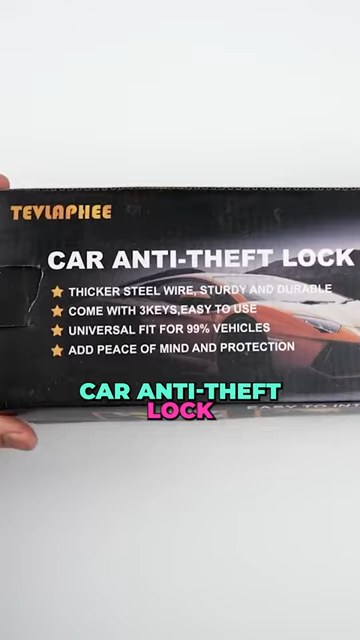 TEVLAPHEE
CAR ANTI-THEFT LOCK
THICKER STEEL WIRE, STURDY AND DURABLE
COME WITH 3KEYS,EASY TO USE
UNIVERSAL FIT FOR 99% VEHICLES
ADD PEACE OF MIND AND PROTECTION
CAR ANTI-THEFT
LOCK